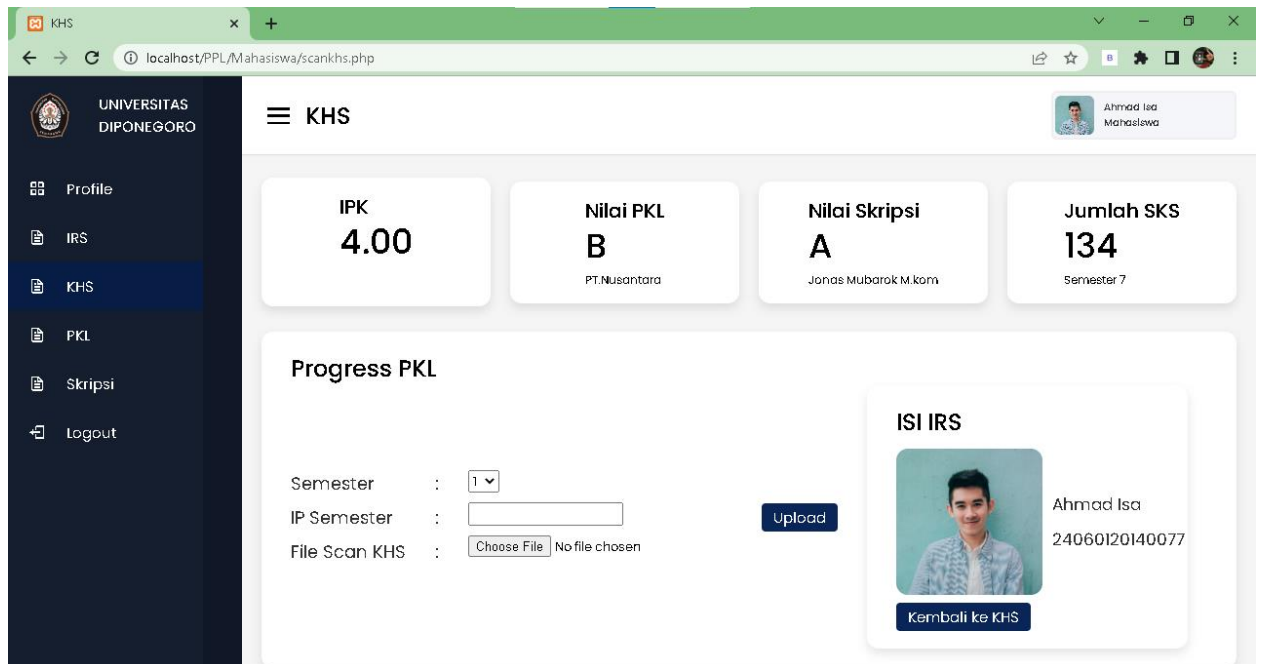 KHS
localhost/PPL/Mahasiswa/scankhs.php
B
UNIVERSITAS
DIPONEGORO
KHS
Ahmad Isa
Mahasiswa
Profile
IRS
KHS
PKL
Skripsi
Logout
IPK
4.00
Nilai PKL
B
PT.Nusantara
Nilai Skripsi
A
Jonas Mubarok M.kom
Jumlah SKS
134
Semester 7
Progress PKL
Semester : 1
IP Semester :
File Scan KHS : Choose File No file chosen
Upload
ISI IRS
Ahmad Isa
24060120140077
Kembali ke KHS